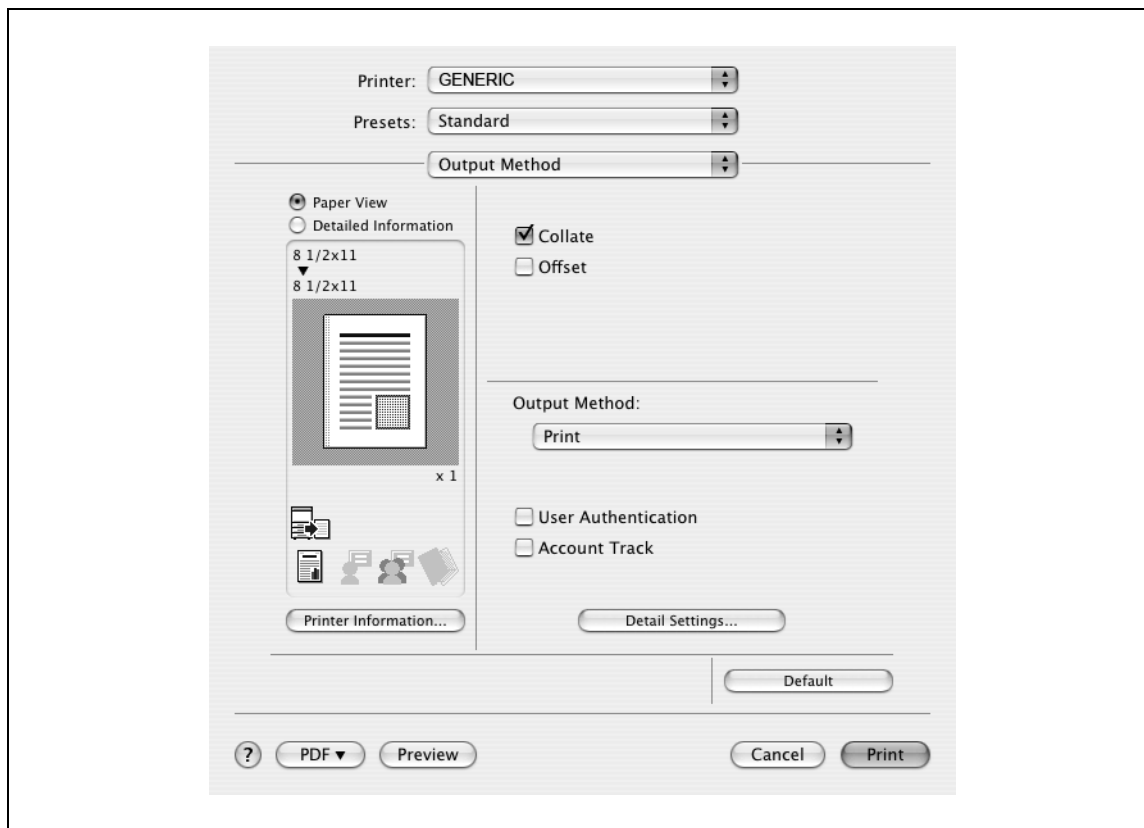 Printer: GENERIC
Presets: Standard
Output Method
Paper View
Detailed Information
8 1/2x11
8 1/2x11
x 1
Printer Information...
Collate
Offset
Output Method:
Print
User Authentication
Account Track
Detail Settings...
Default
? PDF Preview Cancel Print